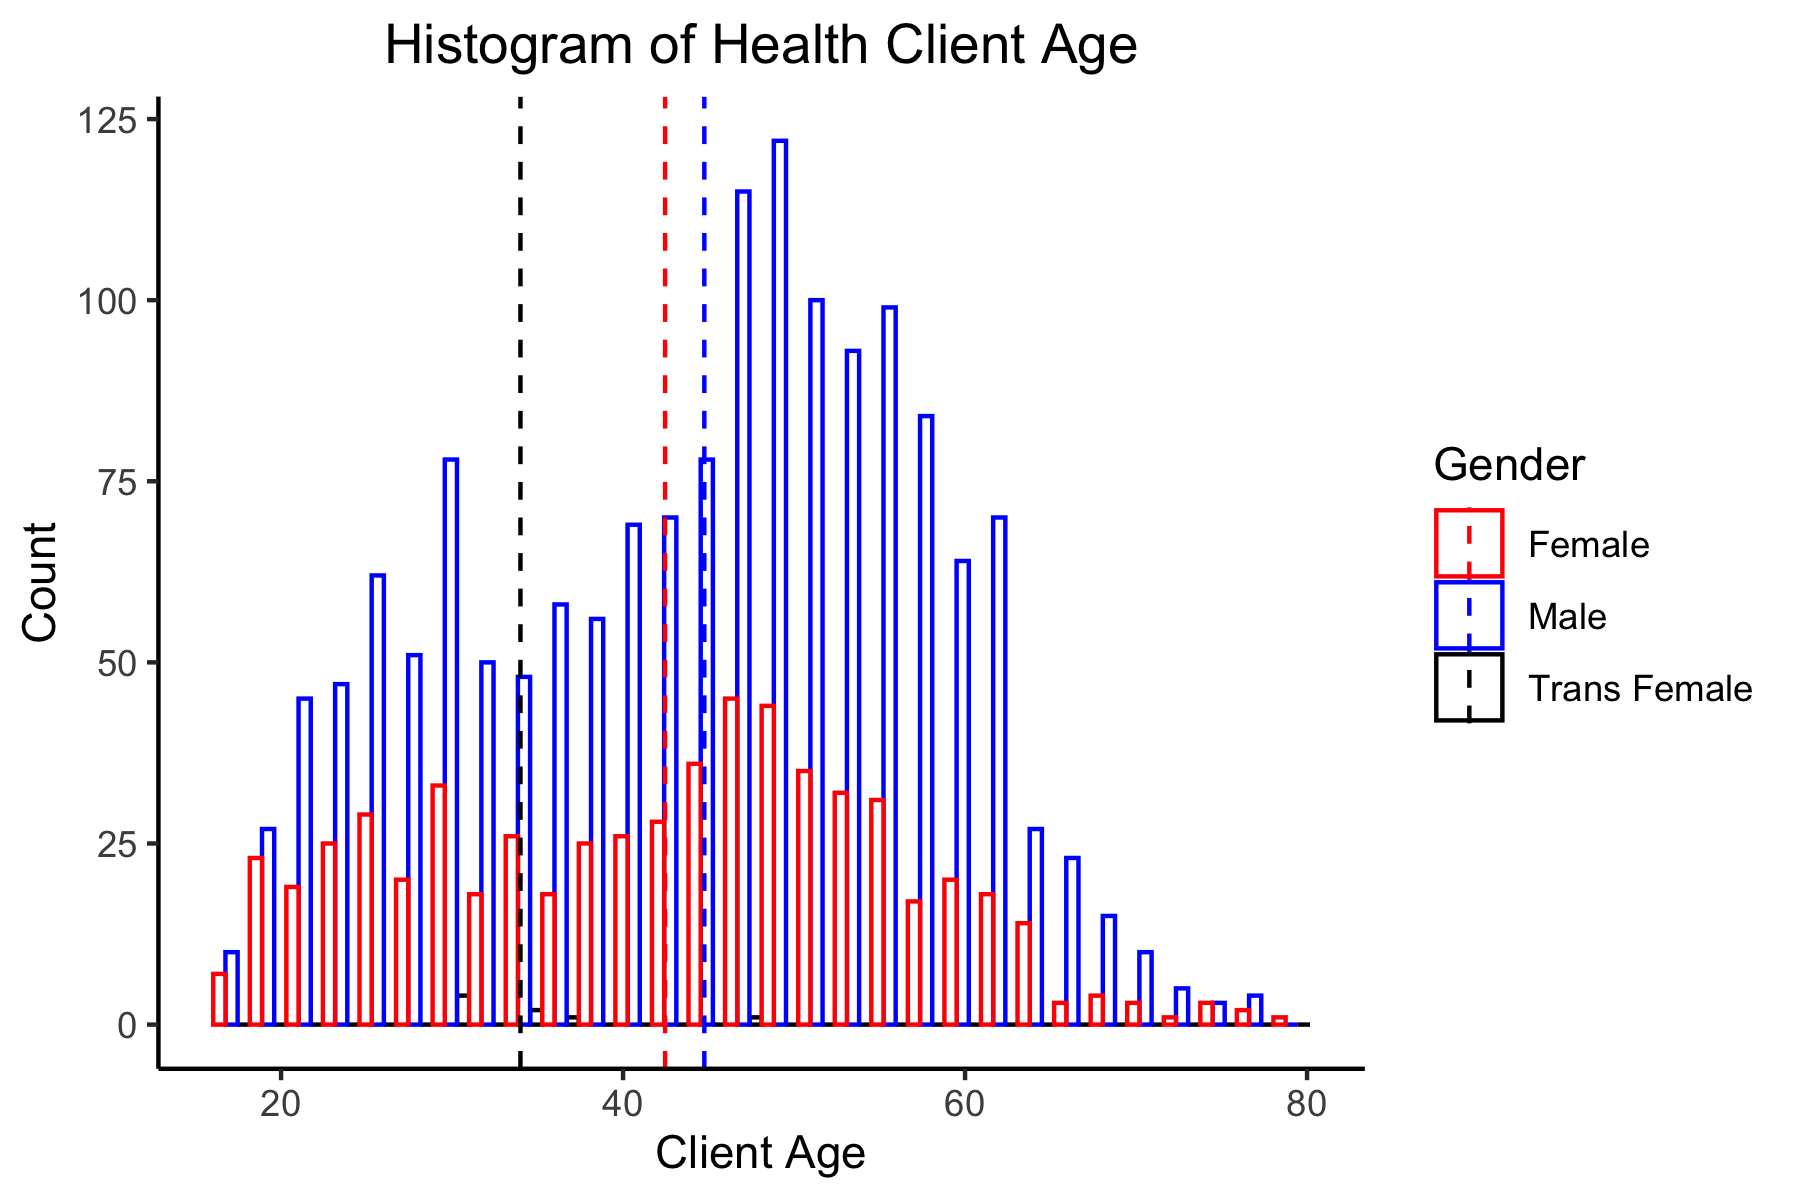 Histogram of Health Client Age
125
100
75
50
25
0
Count
20 40 60 80
Client Age
Gender
Female
Male
Trans Female